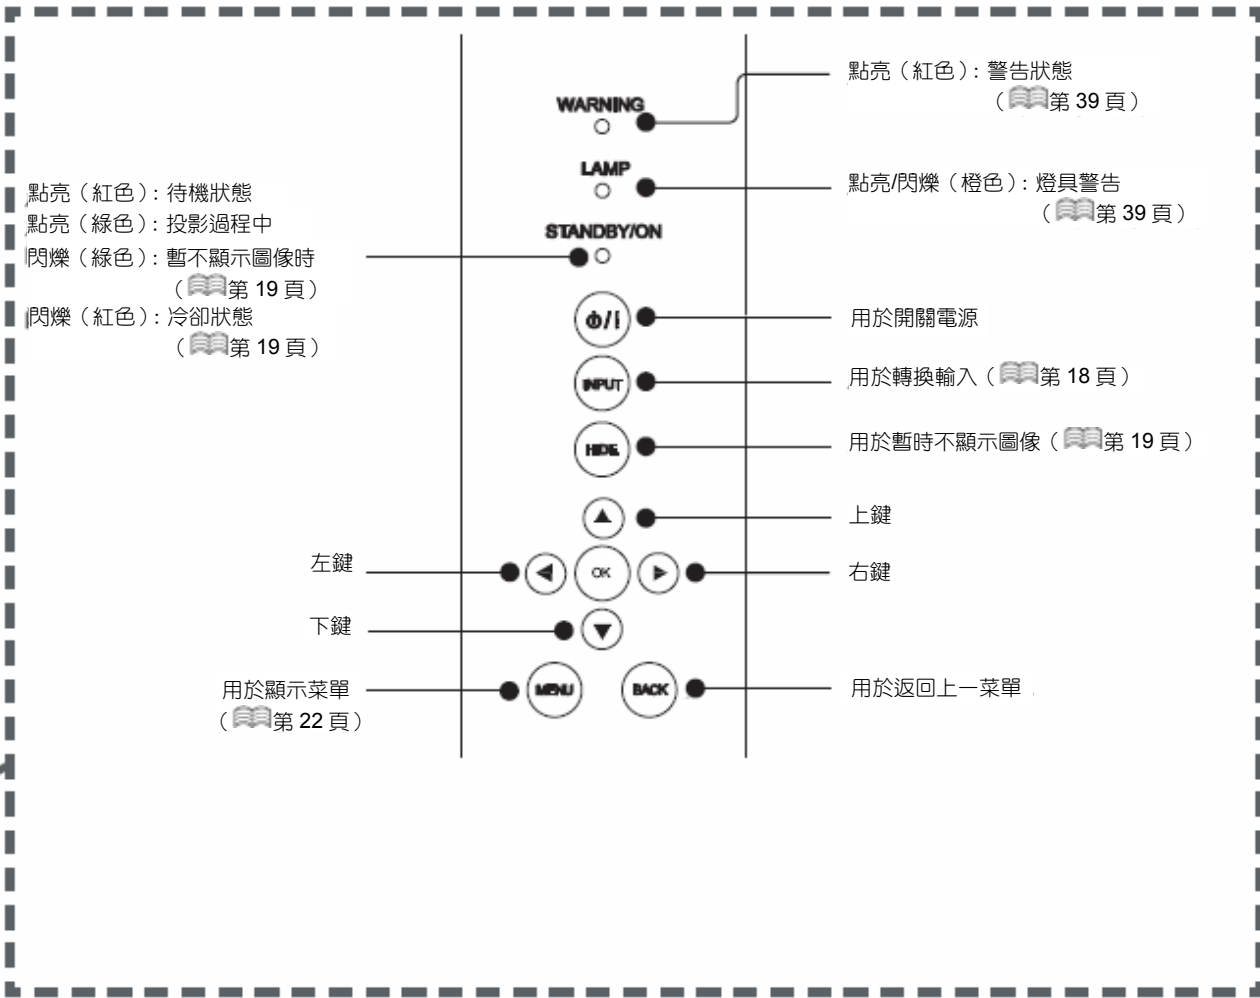 點亮（紅色）：警告狀態
（第 39 頁）
WARNING
LAMP
點亮/閃爍（橙色）：燈具警告
（第 39 頁）
點亮（紅色）：待機狀態
點亮（綠色）：投影過程中
閃爍（綠色）：暫不顯示圖像時
（第 19 頁）
閃爍（紅色）：冷卻狀態
（第 19 頁）
STANDBY/ON
用於開關電源
INPUT
用於轉換輸入（第 18 頁）
HIDE
用於暫時不顯示圖像（第 19 頁）
上鍵
左鍵
OK
右鍵
下鍵
用於顯示菜單
（第 22 頁）
MENU
BACK
用於返回上一菜單